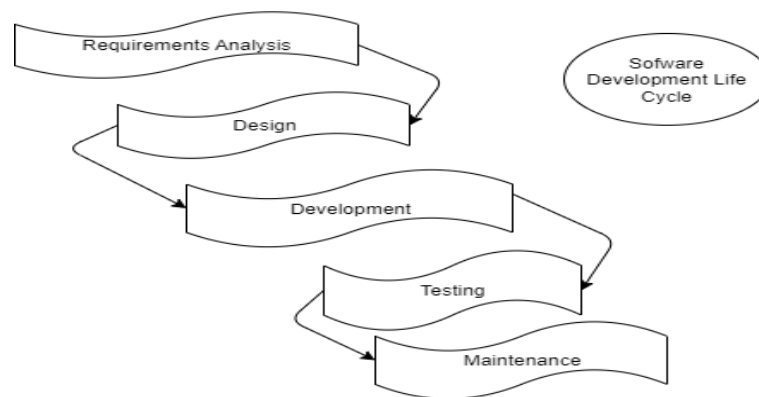 Requirements Analysis
Sofware
Development Life
Cycle
Design
Development
Testing
Maintenance